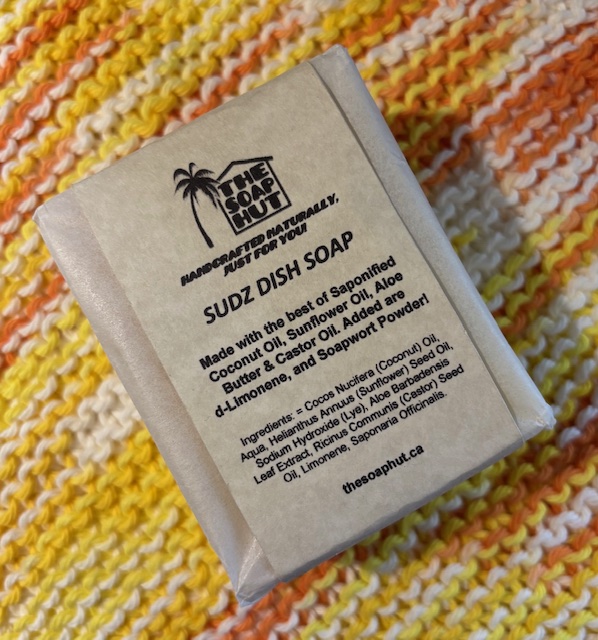 THE
SOAP
HUT
HANDCRAFTED NATURALLY,
JUST FOR YOU!
SUDZ DISH SOAP
Made with the best of Saponified
Coconut Oil, Sunflower Oil, Aloe
Butter & Castor Oil. Added are
d-Limonene, and Soapwort Powder!
Ingredients: = Cocos Nucifera (Coconut) Oil,
Aqua, Helianthus Annuus (Sunflower) Seed Oil,
Sodium Hydroxide (Lye), Aloe Barbadensis
Leaf Extract, Ricinus Communis (Castor) Seed
Oil, Limonene, Saponaria Officinalis.
thesoaphut.ca